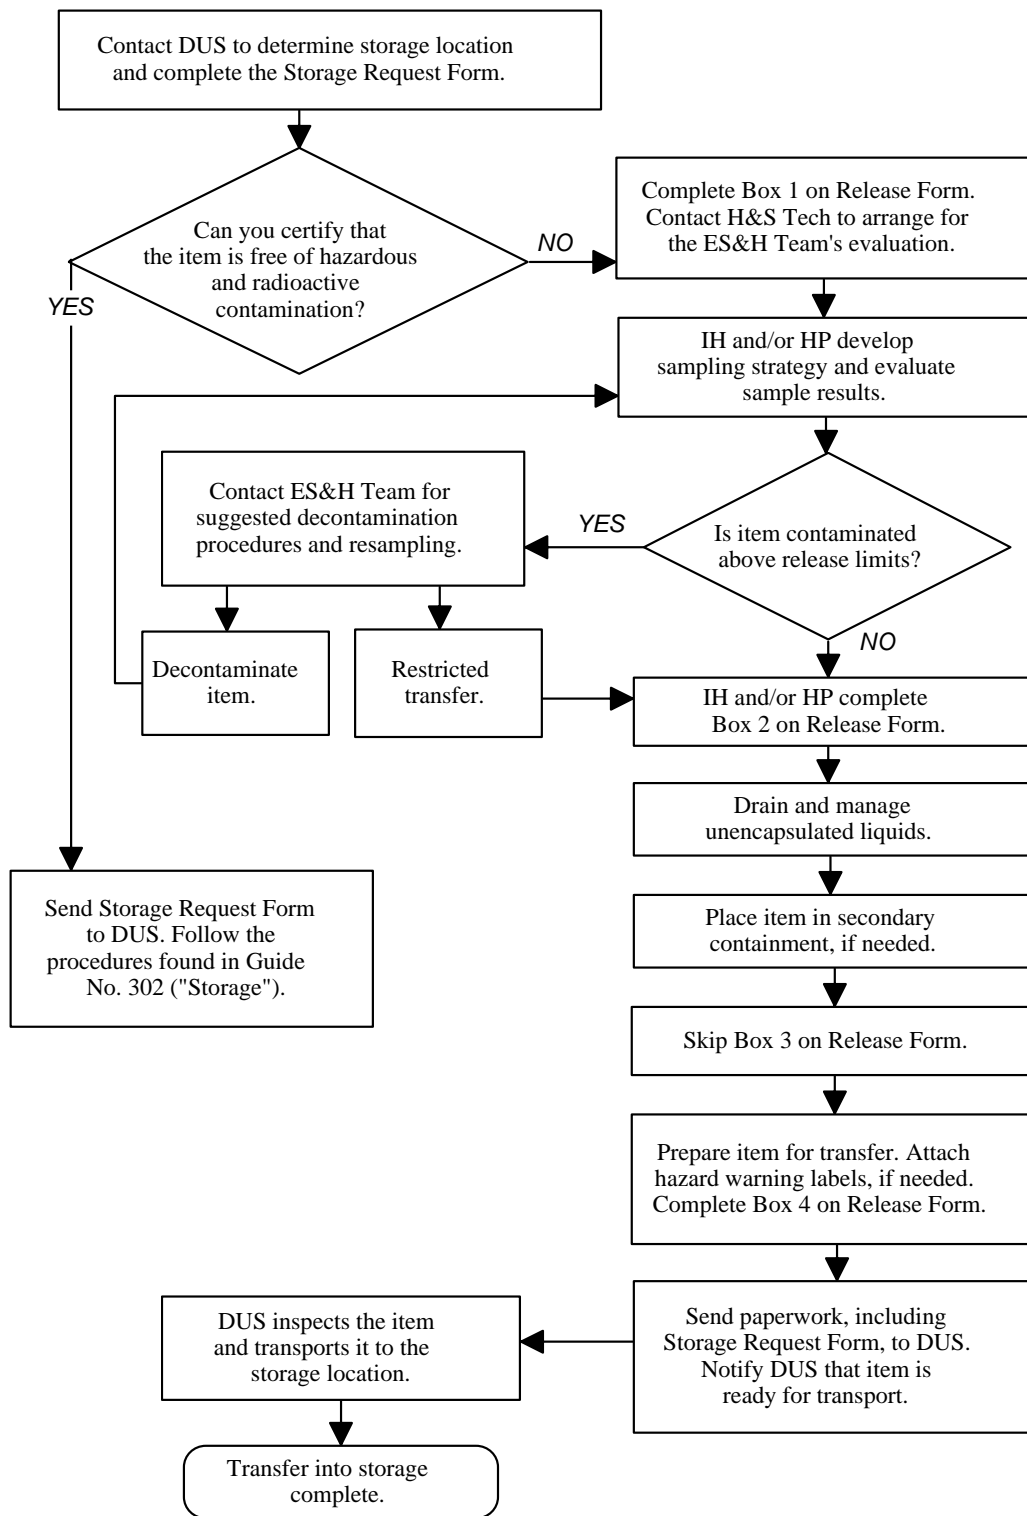 Contact DUS to determine storage location
and complete the Storage Request Form.
Can you certify that
the item is free of hazardous
and radioactive
contamination?
NO
YES
Complete Box 1 on Release Form.
Contact H&S Tech to arrange for
the ES&H Team's evaluation.
IH and/or HP develop
sampling strategy and evaluate
sample results.
Is item contaminated
above release limits?
YES
NO
Contact ES&H Team for
suggested decontamination
procedures and resampling.
Decontaminate
item.
Restricted
transfer.
IH and/or HP complete
Box 2 on Release Form.
Drain and manage
unencapsulated liquids.
Place item in secondary
containment, if needed.
Send Storage Request Form
to DUS. Follow the
procedures found in Guide
No. 302 ("Storage").
Skip Box 3 on Release Form.
Prepare item for transfer. Attach
hazard warning labels, if needed.
Complete Box 4 on Release Form.
Send paperwork, including
Storage Request Form, to DUS.
Notify DUS that item is
ready for transport.
DUS inspects the item
and transports it to the
storage location.
Transfer into storage
complete.